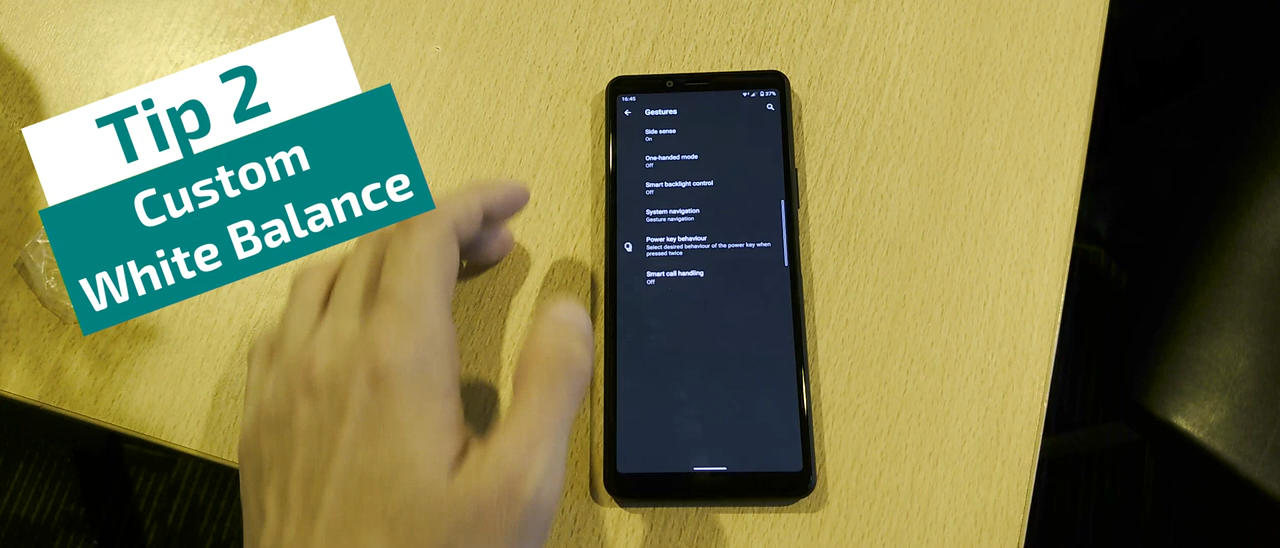 Tip 2
Custom
White Balance
16:45
37%
Gestures
Side sense
On
One-handed mode
Off
Smart backlight control
Off
System navigation
Gesture navigation
Power key behaviour
Select desired behaviour of the power key when
pressed twice
Smart call handling
Off